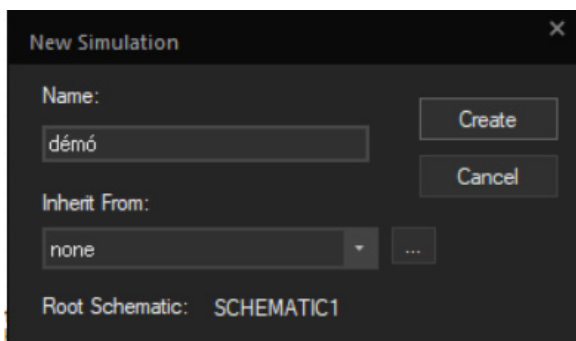 New Simulation
Name:
Create
démó
Cancel
Inherit From:
none
...
Root Schematic: SCHEMATIC1